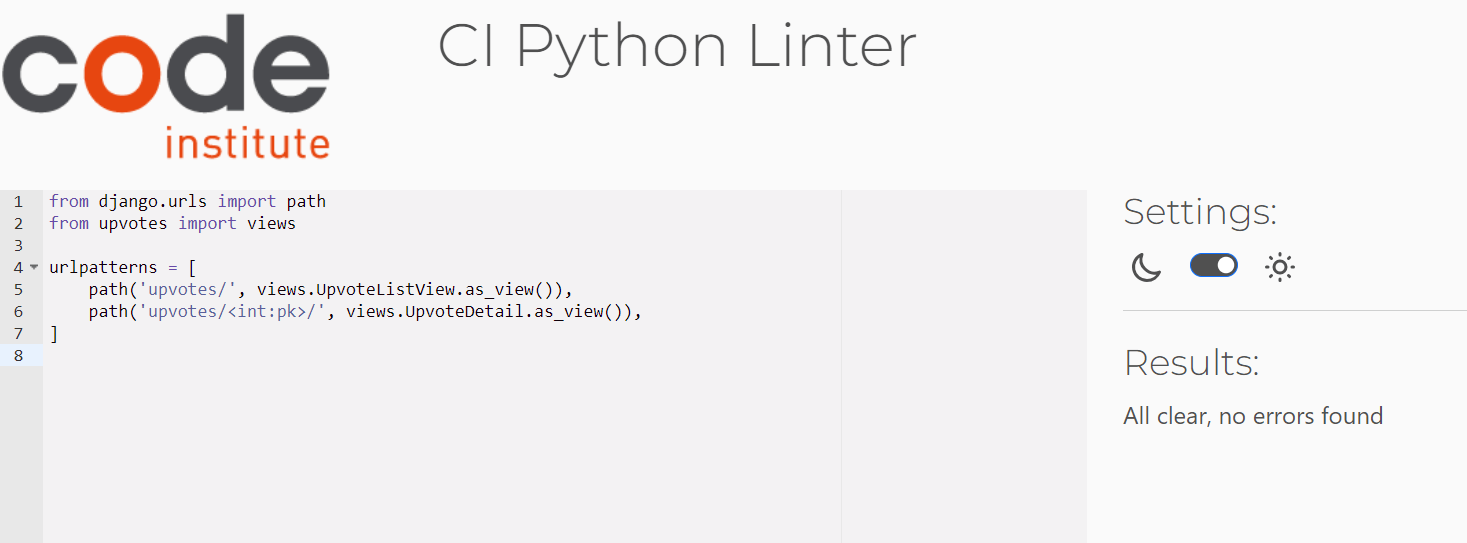 code
institute
CI Python Linter
1 from django.urls import path
2 from upvotes import views
3
4 urlpatterns = [
5     path('upvotes/', views.UpvoteListView.as_view()),
6     path('upvotes/<int:pk>/', views.UpvoteDetail.as_view()),
7 ]
8
Settings:
Results:
All clear, no errors found